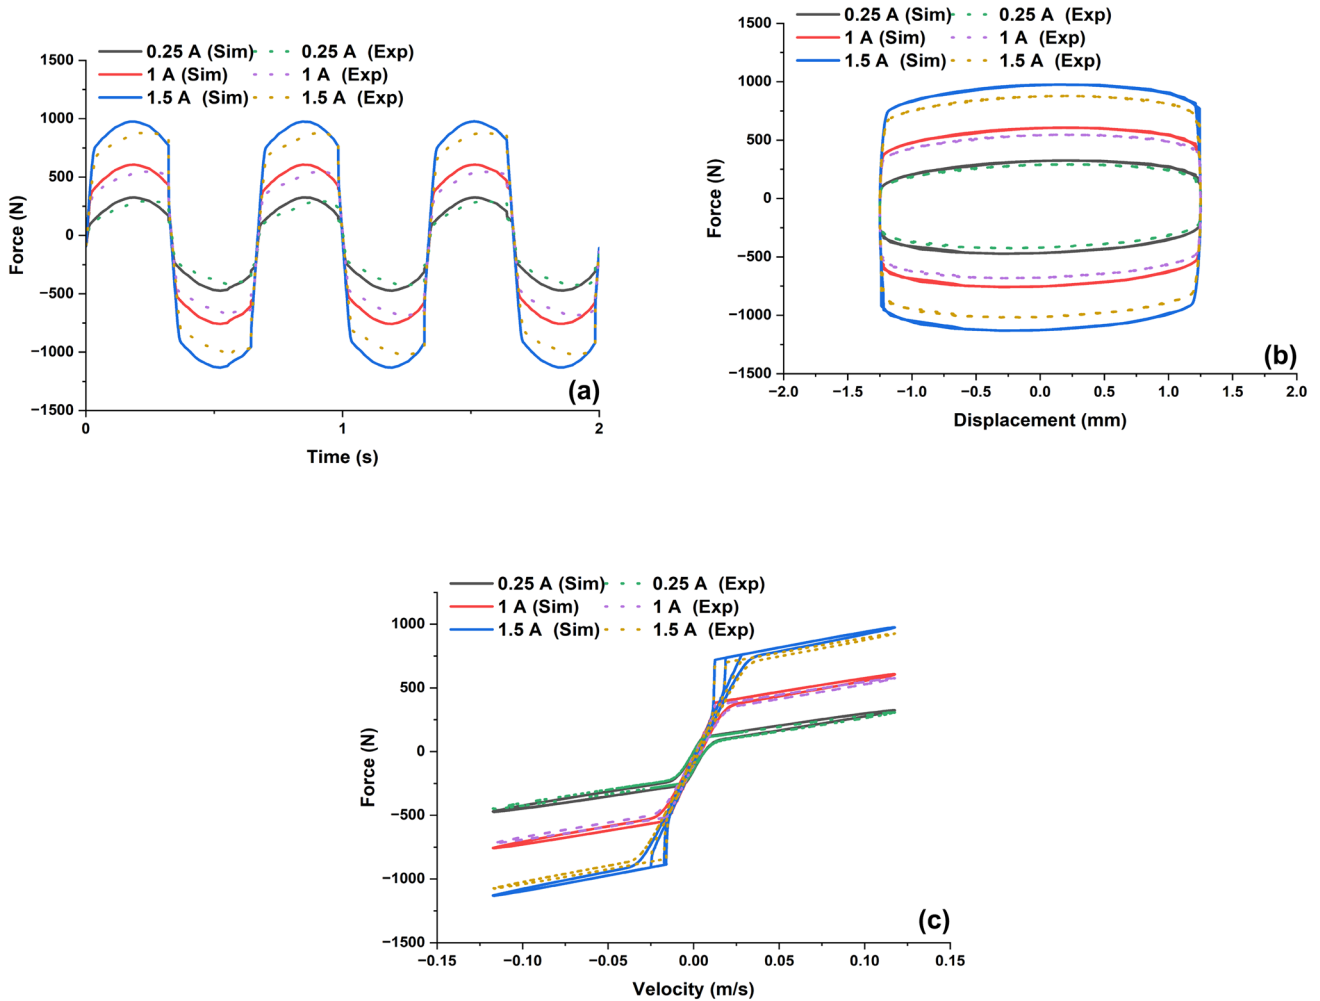 0.25 A (Sim) 0.25 A (Exp)
1 A (Sim) 1 A (Exp)
1.5 A (Sim) 1.5 A (Exp)
1500
1000
500
0
−500
−1000
−1500
Force (N)
0 1 2
Time (s)
(a)
0.25 A (Sim) 0.25 A (Exp)
1 A (Sim) 1 A (Exp)
1.5 A (Sim) 1.5 A (Exp)
1500
1000
500
0
−500
−1000
−1500
Force (N)
−2.0 −1.5 −1.0 −0.5 0.0 0.5 1.0 1.5 2.0
Displacement (mm)
(b)
0.25 A (Sim) 0.25 A (Exp)
1 A (Sim) 1 A (Exp)
1.5 A (Sim) 1.5 A (Exp)
1000
500
0
−500
−1000
−1500
Force (N)
−0.15 −0.10 −0.05 0.00 0.05 0.10 0.15
Velocity (m/s)
(c)